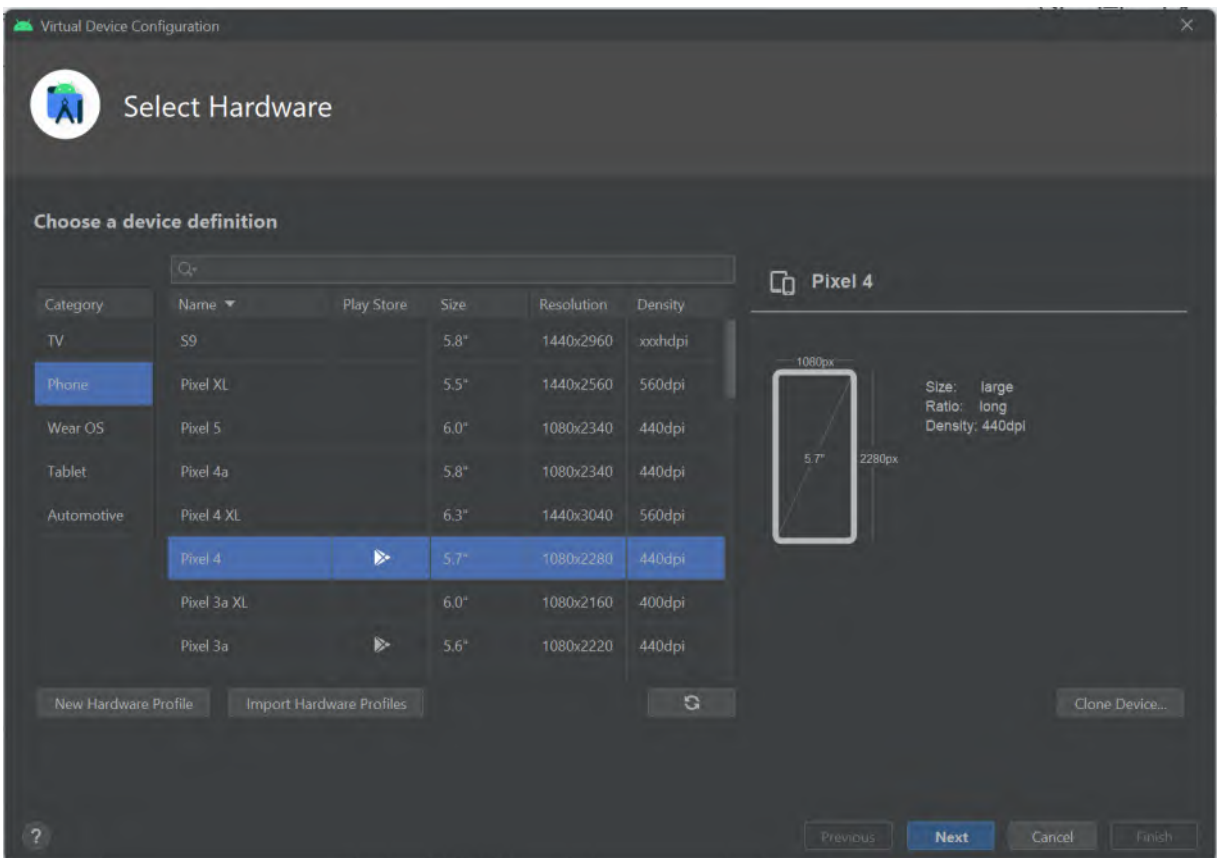 Virtual Device Configuration
Select Hardware
Choose a device definition
Category Name Play Store Size Resolution Density
TV S9 5.8" 1440x2960 xxxhdpi
Phone Pixel XL 5.5" 1440x2560 560dpi
Wear OS Pixel 5 6.0" 1080x2340 440dpi
Tablet Pixel 4a 5.8" 1080x2340 440dpi
Automotive Pixel 4 XL 6.3" 1440x3040 560dpi
Pixel 4 5.7" 1080x2280 440dpi
Pixel 3a XL 6.0" 1080x2160 400dpi
Pixel 3a 5.6" 1080x2220 440dpi
New Hardware Profile Import Hardware Profiles
Pixel 4
1080px
Size: large
Ratio: long
Density: 440dpi
5.7" 2280px
Clone Device...
? Previous Next Cancel Finish